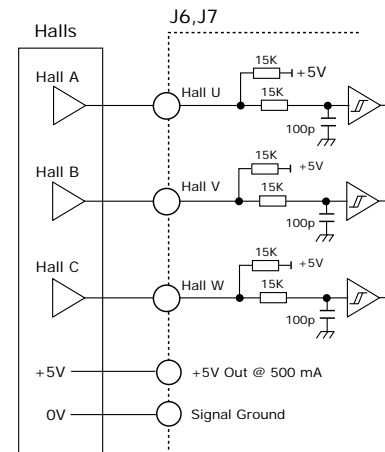 J6,J7
Halls
15K
+5V
Hall A
Hall U
15K
100p
15K
+5V
Hall B
Hall V
15K
100p
15K
+5V
Hall C
Hall W
15K
100p
+5V
+5V Out @ 500 mA
0V
Signal Ground